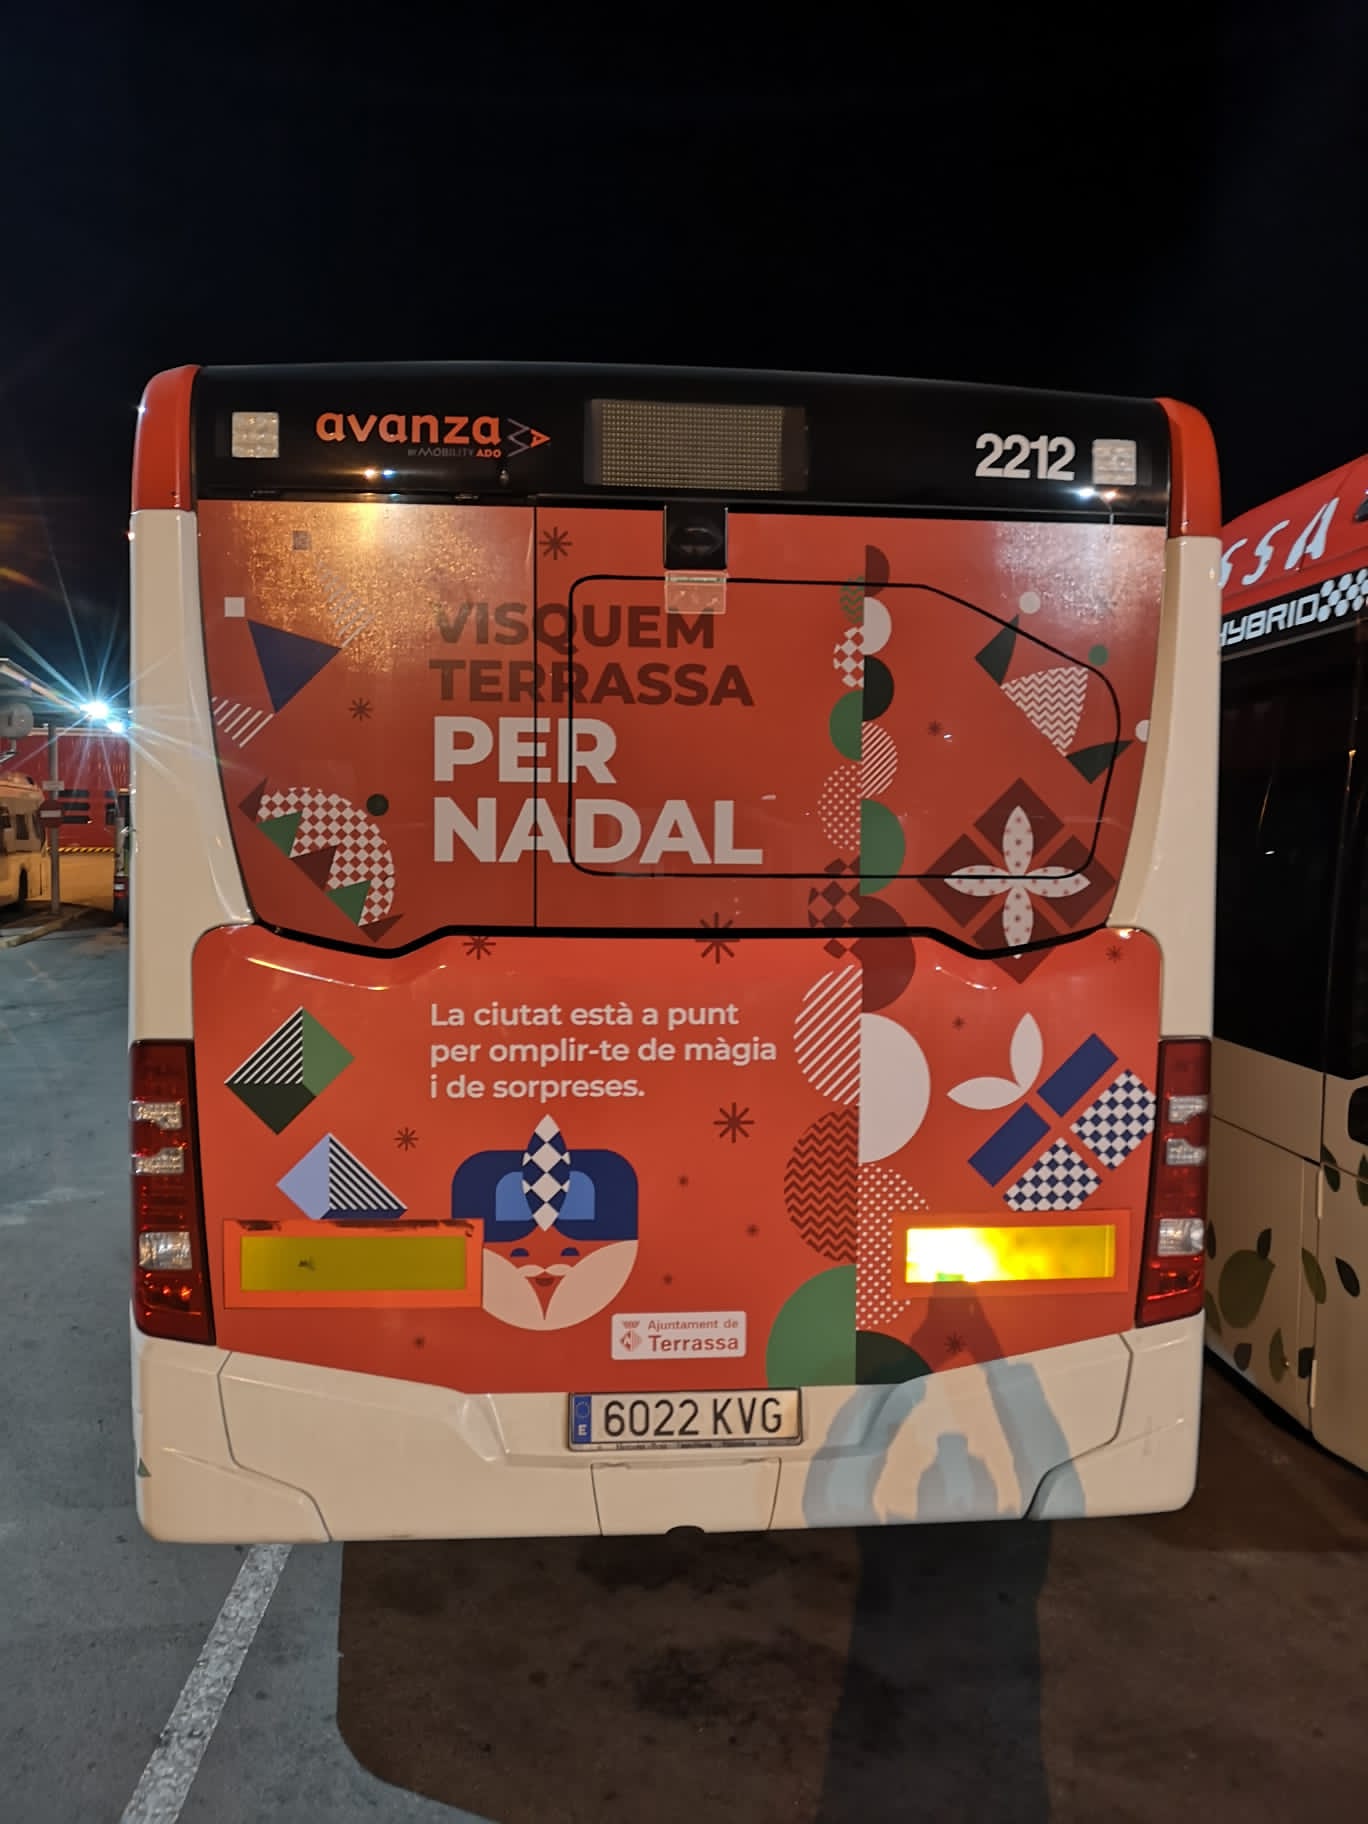 avanza
BY MOBILITY ADO
2212
SSA
HYBRID
VISQUEM
TERRASSA
PER
NADAL
La ciutat està a punt
per omplir-te de màgia
i de sorpreses.
Ajuntament de
Terrassa
E
6022 KVG